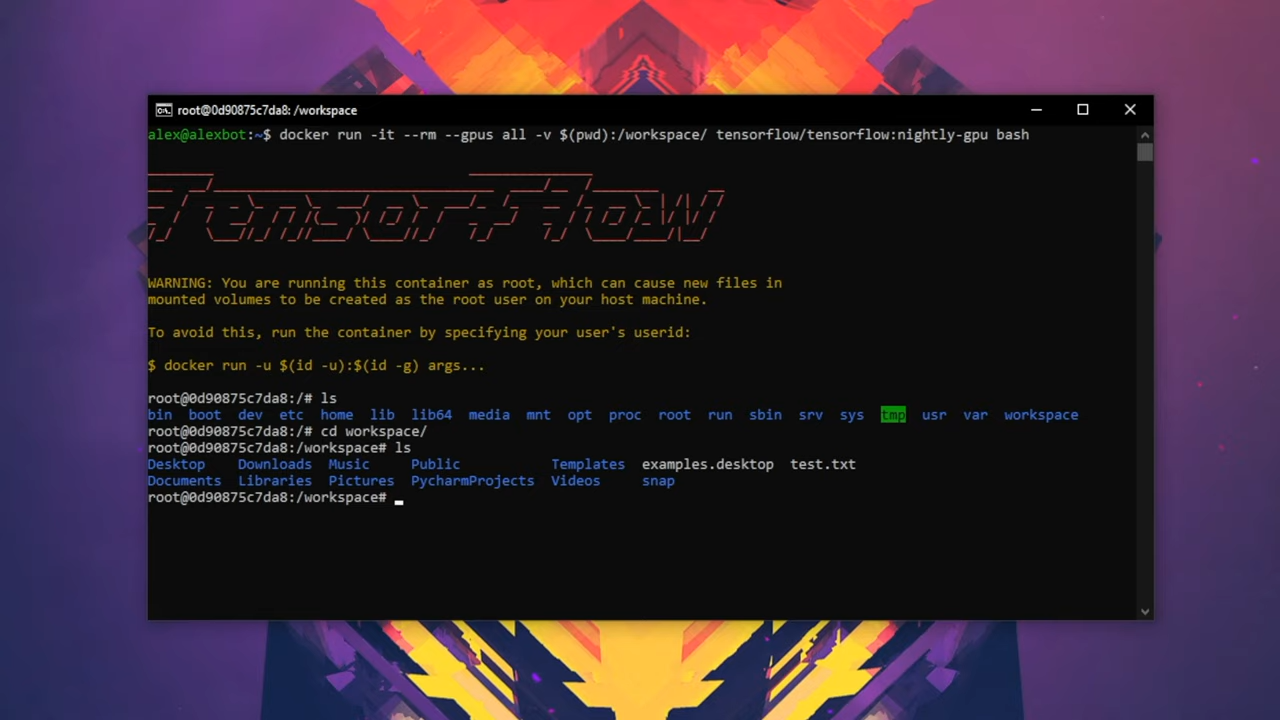 root@0d90875c7da8: /workspace
alex@alexbot:~$ docker run -it --rm --gpus all -v $(pwd):/workspace/ tensorflow/tensorflow:nightly-gpu bash
TensorFlow
WARNING: You are running this container as root, which can cause new files in
mounted volumes to be created as the root user on your host machine.
To avoid this, run the container by specifying your user's userid:
$ docker run -u $(id -u):$(id -g) args...
root@0d90875c7da8:/# ls
bin boot dev etc home lib lib64 media mnt opt proc root run sbin srv sys tmp usr var workspace
root@0d90875c7da8:/# cd workspace/
root@0d90875c7da8:/workspace# ls
Desktop Downloads Music Public Templates examples.desktop test.txt
Documents Libraries Pictures PycharmProjects Videos snap
root@0d90875c7da8:/workspace#